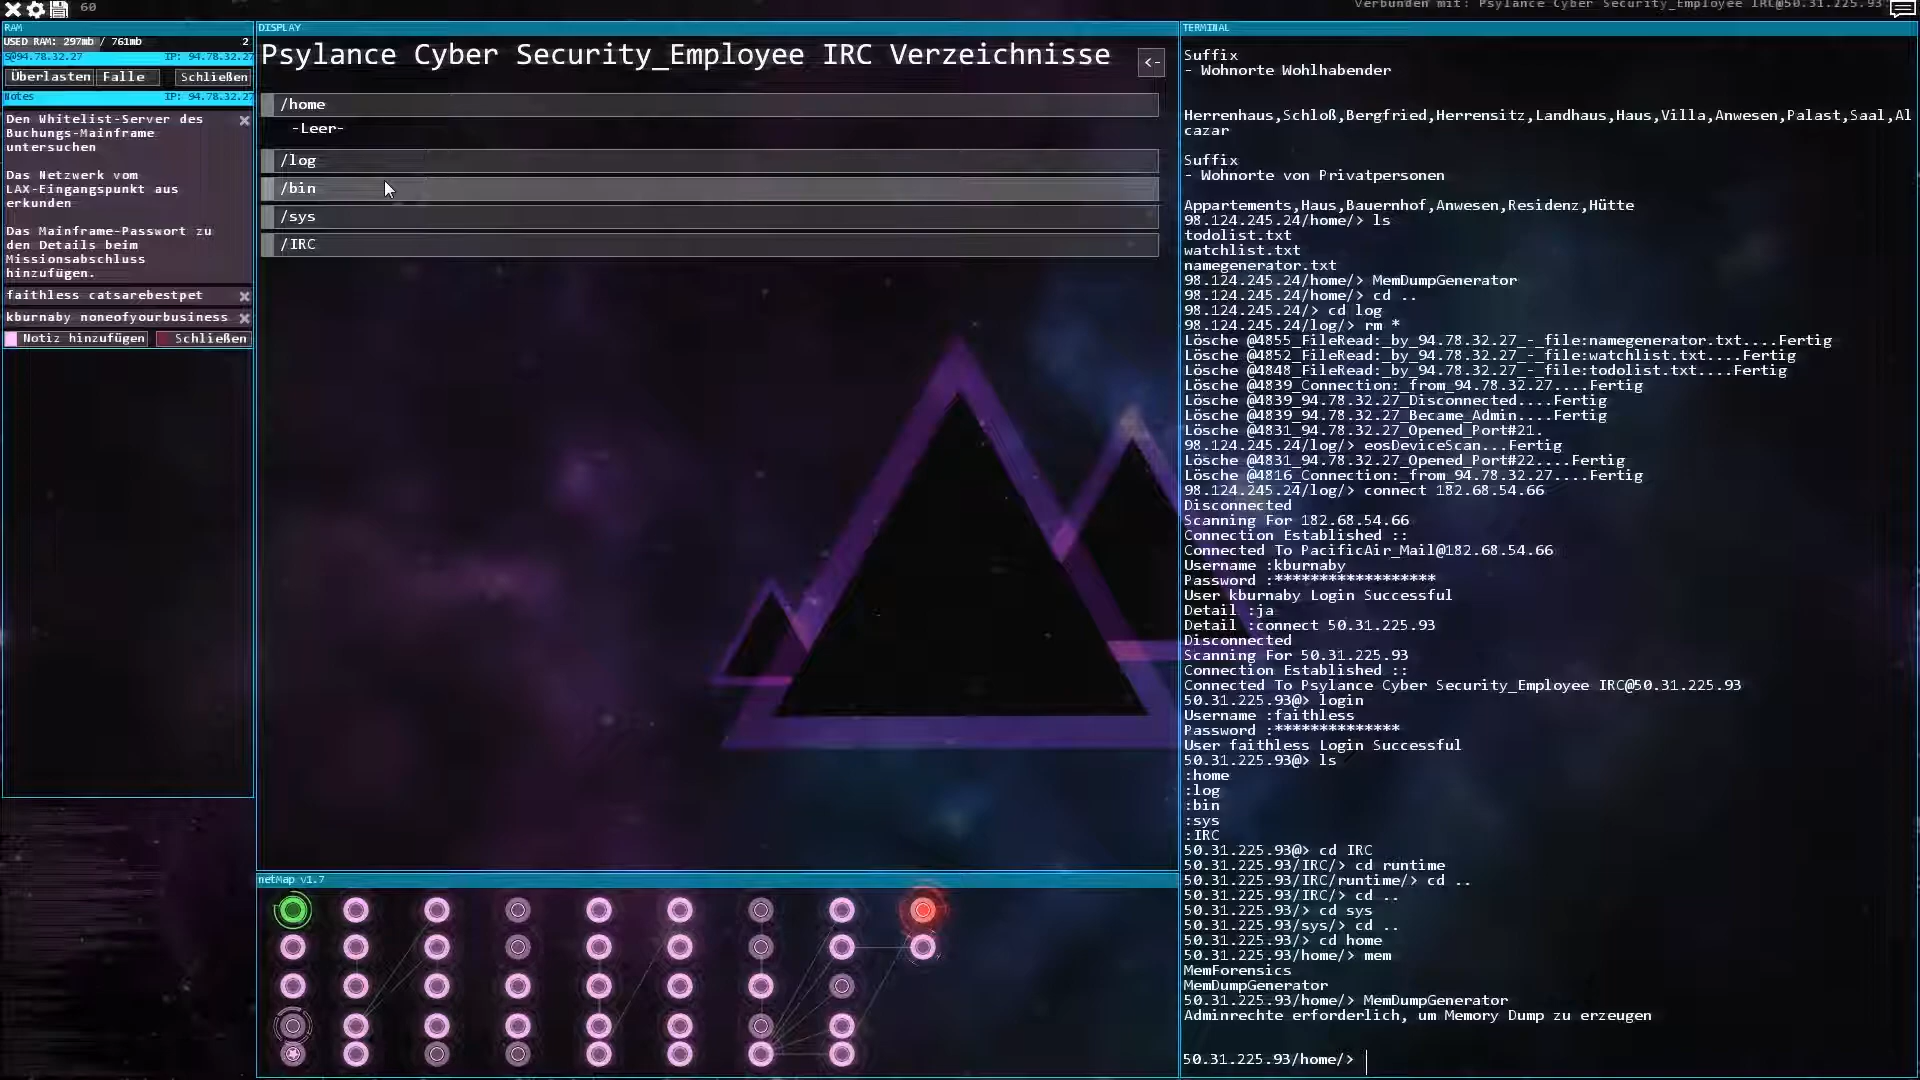 60
Verbunden mit: Psylance Cyber Security_Employee IRC@50.31.225.93
RAM
USED RAM: 297mb / 761mb
2
S@94.78.32.27
IP: 94.78.32.27
Überlasten
Falle
Schließen
Notes
IP: 94.78.32.27
Den Whitelist-Server des
Buchungs-Mainframe
untersuchen
Das Netzwerk vom
LAX-Eingangspunkt aus
erkunden
Das Mainframe-Passwort zu
den Details beim
Missionsabschluss
hinzufügen.
faithless catsarebestpet
kburnaby noneofyourbusiness
Notiz hinzufügen
Schließen
DISPLAY
Psylance Cyber Security_Employee IRC Verzeichnisse
<-
/home
-Leer-
/log
/bin
/sys
/IRC
netMap v1.7
TERMINAL
Suffix
- Wohnorte Wohlhabender
Herrenhaus,Schloß,Bergfried,Herrensitz,Landhaus,Haus,Villa,Anwesen,Palast,Saal,Al
cazar
Suffix
- Wohnorte von Privatpersonen
Appartements,Haus,Bauernhof,Anwesen,Residenz,Hütte
98.124.245.24/home/> ls
todolist.txt
watchlist.txt
namegenerator.txt
98.124.245.24/home/> MemDumpGenerator
98.124.245.24/home/> cd ..
98.124.245.24/> cd log
98.124.245.24/log/> rm *
Lösche @4855_FileRead:_by_94.78.32.27_-_file:namegenerator.txt....Fertig
Lösche @4852_FileRead:_by_94.78.32.27_-_file:watchlist.txt....Fertig
Lösche @4848_FileRead:_by_94.78.32.27_-_file:todolist.txt....Fertig
Lösche @4839_Connection:_from_94.78.32.27....Fertig
Lösche @4839_94.78.32.27_Disconnected....Fertig
Lösche @4839_94.78.32.27_Became_Admin....Fertig
Lösche @4831_94.78.32.27_Opened_Port#21.
98.124.245.24/log/> eosDeviceScan...Fertig
Lösche @4831_94.78.32.27_Opened_Port#22....Fertig
Lösche @4816_Connection:_from_94.78.32.27....Fertig
98.124.245.24/log/> connect 182.68.54.66
Disconnected
Scanning For 182.68.54.66
Connection Established ::
Connected To PacificAir_Mail@182.68.54.66
Username :kburnaby
Password :******************
User kburnaby Login Successful
Detail :ja
Detail :connect 50.31.225.93
Disconnected
Scanning For 50.31.225.93
Connection Established ::
Connected To Psylance Cyber Security_Employee IRC@50.31.225.93
50.31.225.93@> login
Username :faithless
Password :**************
User faithless Login Successful
50.31.225.93@> ls
:home
:log
:bin
:sys
:IRC
50.31.225.93@> cd IRC
50.31.225.93/IRC/> cd runtime
50.31.225.93/IRC/runtime/> cd ..
50.31.225.93/IRC/> cd ..
50.31.225.93/> cd sys
50.31.225.93/sys/> cd ..
50.31.225.93/> cd home
50.31.225.93/home/> mem
MemForensics
MemDumpGenerator
50.31.225.93/home/> MemDumpGenerator
Adminrechte erforderlich, um Memory Dump zu erzeugen
50.31.225.93/home/>